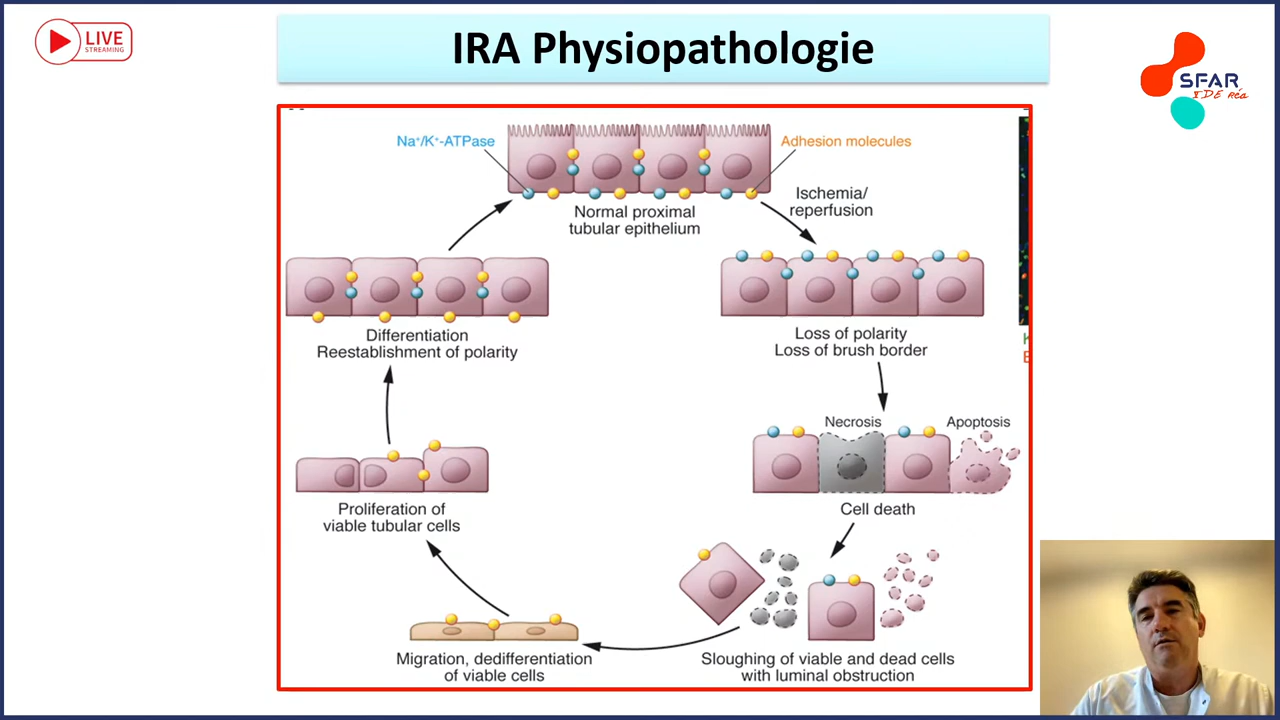 LIVE
STREAMING
IRA Physiopathologie
SFAR
IDE Réa
Na⁺/K⁺-ATPase
Adhesion molecules
Normal proximal
tubular epithelium
Ischemia/
reperfusion
Loss of polarity
Loss of brush border
Necrosis
Apoptosis
Cell death
Sloughing of viable and dead cells
with luminal obstruction
Migration, dedifferentiation
of viable cells
Proliferation of
viable tubular cells
Differentiation
Reestablishment of polarity